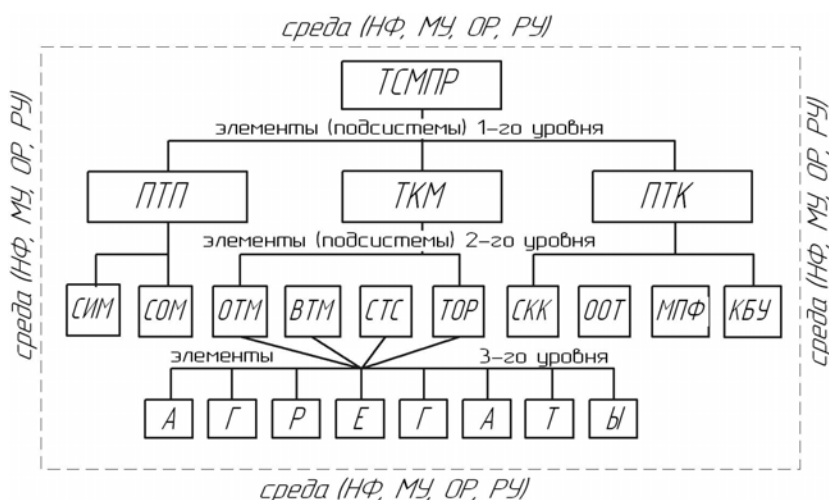 среда (НФ, МУ, ОР, РУ)
среда (НФ, МУ, ОР, РУ)
среда (НФ, МУ, ОР, РУ)
ТСМПР
элементы (подсистемы) 1-го уровня
ПТП ТКМ ПТК
элементы (подсистемы) 2-го уровня
СИМ СОМ ОТМ ВТМ СТС ТОР СКК ООТ МПФ КБУ
элементы 3-го уровня
А Г Р Е Г А Т Ы
среда (НФ, МУ, ОР, РУ)